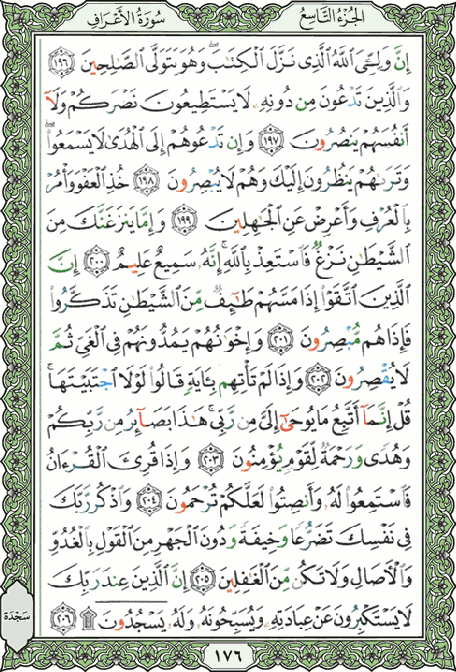 الجُزْءُ التَّاسِعُ
سُورَةُ الأَعْرَافِ
إِنَّ وَلِـِّۧيَ ٱللَّهُ ٱلَّذِى نَزَّلَ ٱلْكِتَـٰبَ ۖ وَهُوَ يَتَوَلَّى ٱلصَّـٰلِحِينَ ١٩٦
وَٱلَّذِينَ تَدْعُونَ مِن دُونِهِۦ لَا يَسْتَطِيعُونَ نَصْرَكُمْ وَلَآ
أَنفُسَهُمْ يَنصُرُونَ ١٩٧ وَإِن تَدْعُوهُمْ إِلَى ٱلْهُدَىٰ لَا يَسْمَعُوا۟ ۖ
وَتَرَىٰهُمْ يَنظُرُونَ إِلَيْكَ وَهُمْ لَا يُبْصِرُونَ ١٩٨ خُذِ ٱلْعَفْوَ وَأْمُرْ
بِٱلْعُرْفِ وَأَعْرِضْ عَنِ ٱلْجَـٰهِلِينَ ١٩٩ وَإِمَّا يَنزَغَنَّكَ مِنَ
ٱلشَّيْطَـٰنِ نَزْغٌ فَٱسْتَعِذْ بِٱللَّهِ ۚ إِنَّهُۥ سَمِيعٌ عَلِيمٌ ٢٠٠ إِنَّ
ٱلَّذِينَ ٱتَّقَوْا۟ إِذَا مَسَّهُمْ طَـٰٓئِفٌ مِّنَ ٱلشَّيْطَـٰنِ تَذَكَّرُوا۟
فَإِذَا هُم مُّبْصِرُونَ ٢٠١ وَإِخْوَٰنُهُمْ يَمُدُّونَهُمْ فِى ٱلْغَىِّ ثُمَّ
لَا يُقْصِرُونَ ٢٠٢ وَإِذَا لَمْ تَأْتِهِم بِـَٔايَةٍ قَالُوا۟ لَوْلَا ٱجْتَبَيْتَهَا ۚ
قُلْ إِنَّمَآ أَتَّبِعُ مَا يُوحَىٰٓ إِلَىَّ مِن رَّبِّى ۚ هَـٰذَا بَصَآئِرُ مِن رَّبِّكُمْ
وَهُدًى وَرَحْمَةٌ لِّقَوْمٍ يُؤْمِنُونَ ٢٠٣ وَإِذَا قُرِئَ ٱلْقُرْءَانُ
فَٱسْتَمِعُوا۟ لَهُۥ وَأَنصِتُوا۟ لَعَلَّكُمْ تُرْحَمُونَ ٢٠٤ وَٱذْكُر رَّبَّكَ
فِى نَفْسِكَ تَضَرُّعًا وَخِيفَةً وَدُونَ ٱلْجَهْرِ مِنَ ٱلْقَوْلِ بِٱلْغُدُوِّ
وَٱلْـَٔاصَالِ وَلَا تَكُن مِّنَ ٱلْغَـٰفِلِينَ ٢٠٥ إِنَّ ٱلَّذِينَ عِندَ رَبِّكَ
لَا يَسْتَكْبِرُونَ عَنْ عِبَادَتِهِۦ وَيُسَبِّحُونَهُۥ وَلَهُۥ يَسْجُدُونَ ۩ ٢٠٦
سَجْدَة
١٧٦